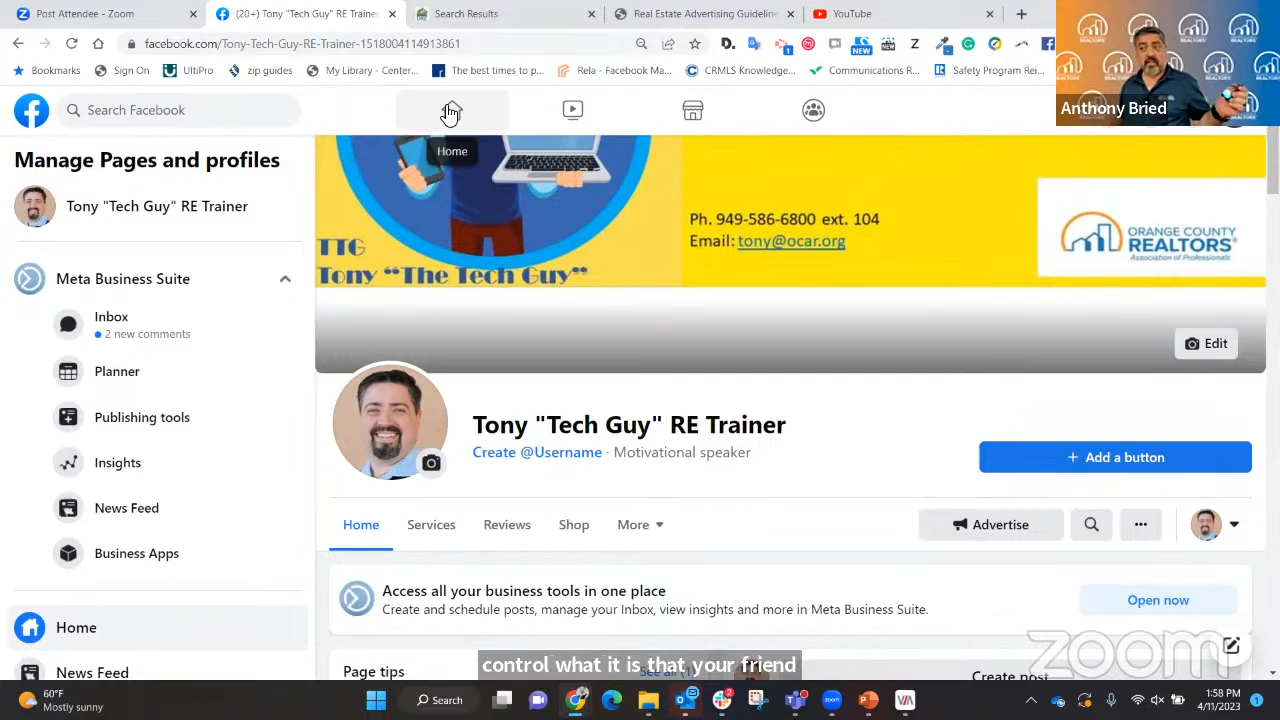 Post Attendee - Zoom
(20+) Tony "Tech Guy" RE Trainer
Search Results
Real Estate Advertising Guideline
YouTube
facebook.com/Tony-Tech-Guy-RE-Trainer-
Bookmarks
Sign On
UltiPro
zip guides
My Library - Center...
The best times to p...
Rela - Facebook Ma...
CRMLS Knowledge...
Communications R...
Safety Program Rei
Anthony Bried
Search Facebook
Home
Manage Pages and profiles
Tony "Tech Guy" RE Trainer
Meta Business Suite
Inbox
2 new comments
Planner
Publishing tools
Insights
News Feed
Business Apps
Home
News Feed
TTG
Tony "The Tech Guy"
Ph. 949-586-6800 ext. 104
Email: tony@ocar.org
ORANGE COUNTY
REALTORS®
Association of Professionals
Edit
Tony "Tech Guy" RE Trainer
Create @Username · Motivational speaker
+ Add a button
Home
Services
Reviews
Shop
More
Advertise
Access all your business tools in one place
Create and schedule posts, manage your Inbox, view insights and more in Meta Business Suite.
Open now
Page tips
See all
Create post
zoom
control what it is that your friend
60°F
Mostly sunny
Search
1:58 PM
4/11/2023